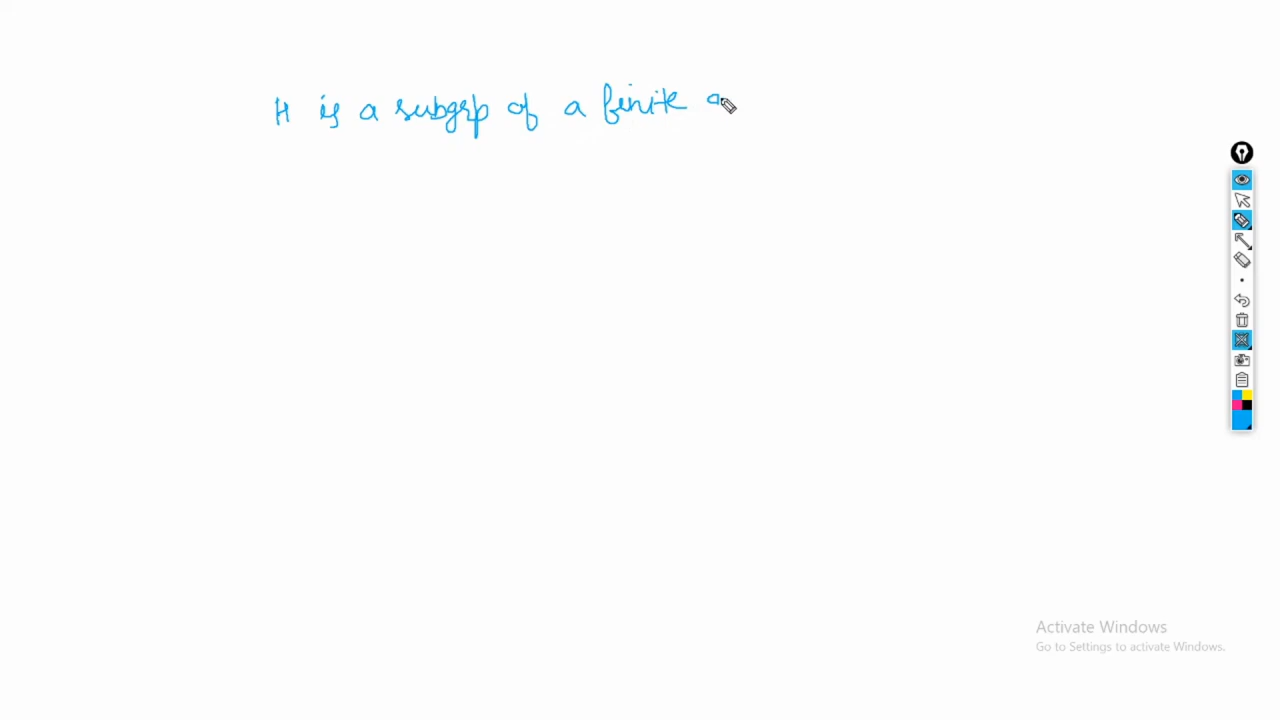 H is a subgrp of a finite
Activate Windows
Go to Settings to activate Windows.